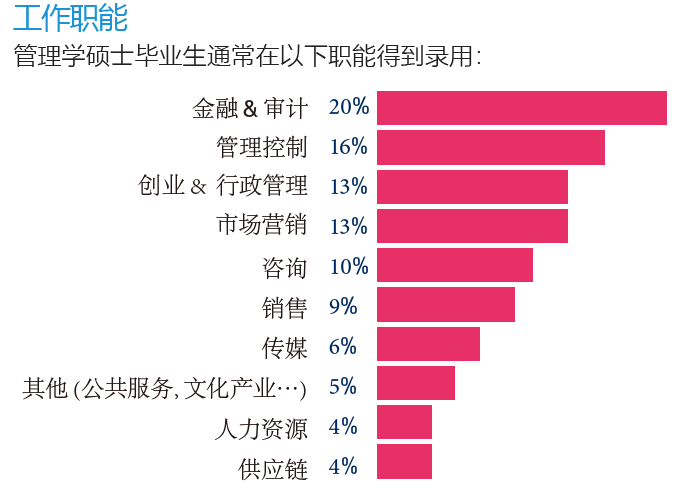 工作职能
管理学硕士毕业生通常在以下职能得到录用：
金融 & 审计 20%
管理控制 16%
创业 & 行政管理 13%
市场营销 13%
咨询 10%
销售 9%
传媒 6%
其他 (公共服务, 文化产业…) 5%
人力资源 4%
供应链 4%